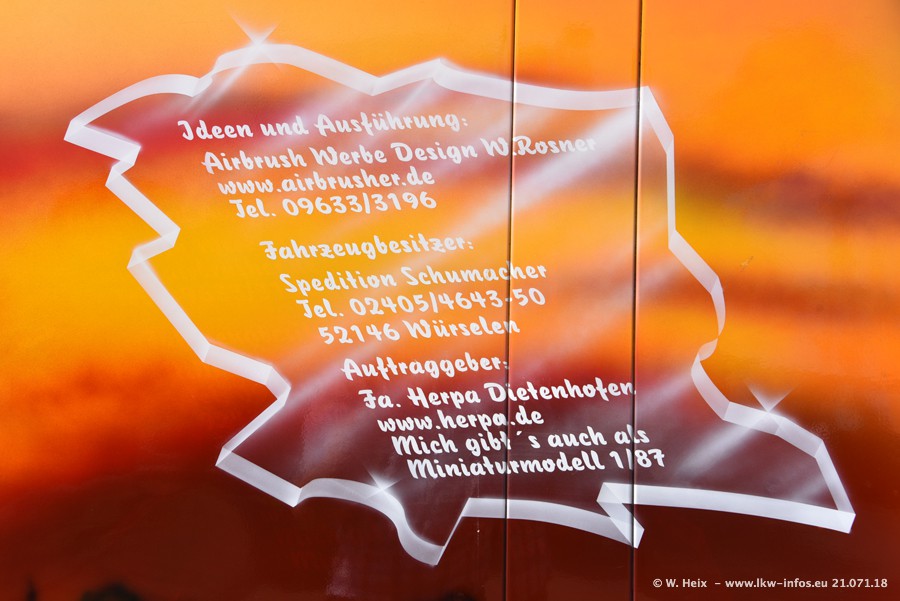 Ideen und Ausführung:
Airbrush Werbe Design W.Rosner
www.airbrusher.de
Tel. 09633/3196
Fahrzeugbesitzer:
Spedition Schumacher
Tel. 02405/4643-50
52146 Würselen
Auftraggeber:
Fa. Herpa Dietenhofen
www.herpa.de
Mich gibt´s auch als
Miniaturmodell 1/87
© W. Heix - www.lkw-infos.eu 21.071.18